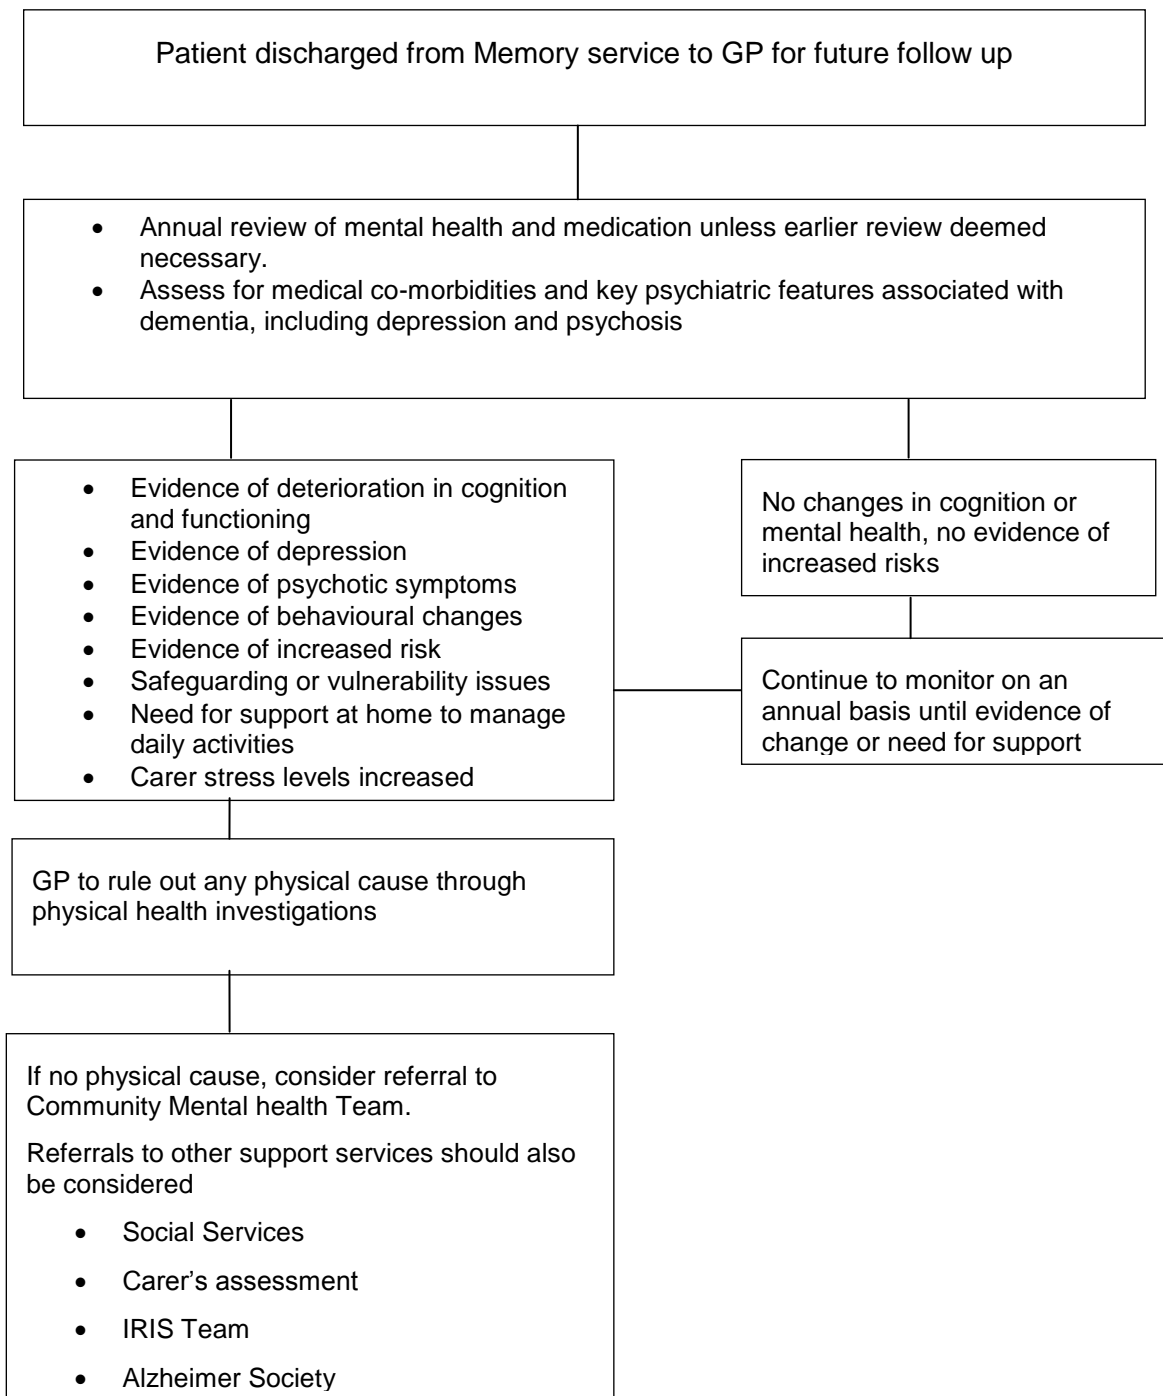 Patient discharged from Memory service to GP for future follow up
• Annual review of mental health and medication unless earlier review deemed
necessary.
• Assess for medical co-morbidities and key psychiatric features associated with
dementia, including depression and psychosis
• Evidence of deterioration in cognition
and functioning
• Evidence of depression
• Evidence of psychotic symptoms
• Evidence of behavioural changes
• Evidence of increased risk
• Safeguarding or vulnerability issues
• Need for support at home to manage
daily activities
• Carer stress levels increased
No changes in cognition or
mental health, no evidence of
increased risks
Continue to monitor on an
annual basis until evidence of
change or need for support
GP to rule out any physical cause through
physical health investigations
If no physical cause, consider referral to
Community Mental health Team.
Referrals to other support services should also
be considered
• Social Services
• Carer’s assessment
• IRIS Team
• Alzheimer Society